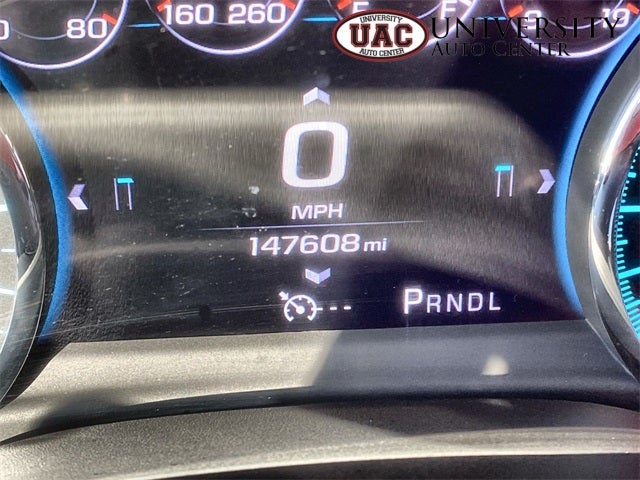 80
160 260
E F
UNIVERSITY
UAC
AUTO CENTER
UNIVERSITY
AUTO CENTER
0
MPH
147608 mi
---
PRNDL